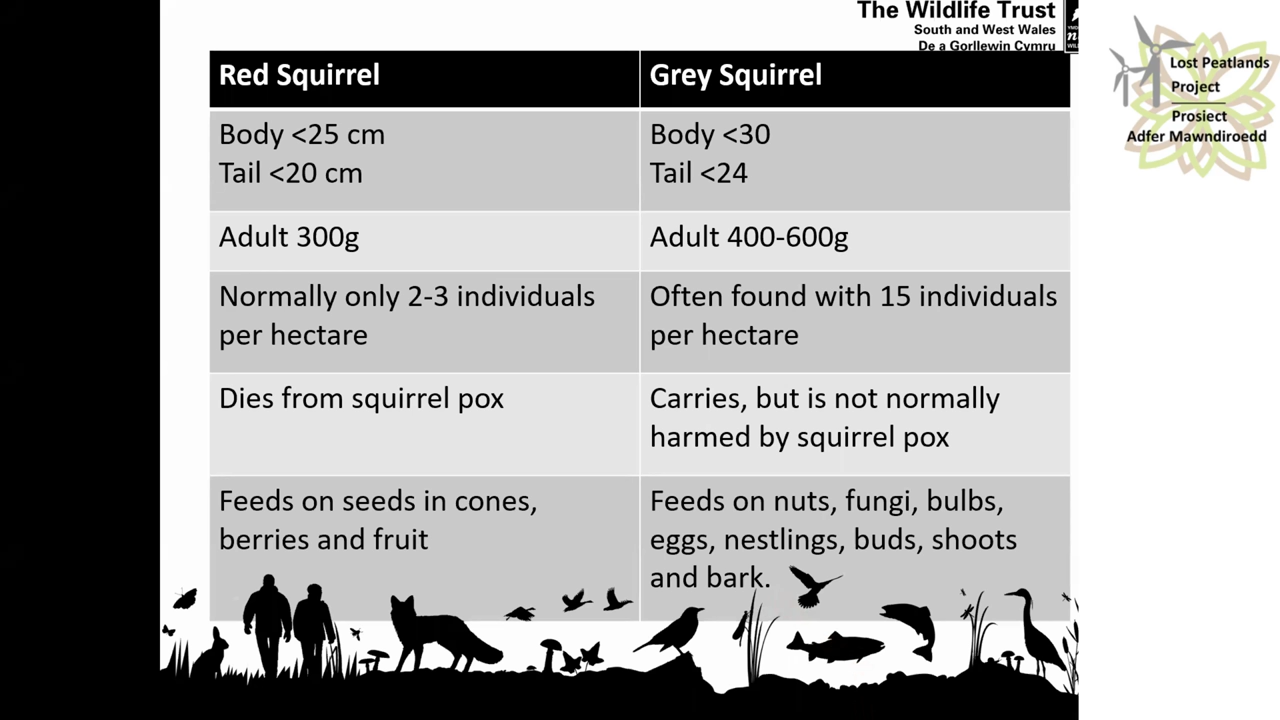 The Wildlife Trust
South and West Wales
De a Gorllewin Cymru
Lost Peatlands
Project
Prosiect
Adfer Mawndiroedd
Red Squirrel
Grey Squirrel
Body <25 cm
Tail <20 cm
Body <30
Tail <24
Adult 300g
Adult 400-600g
Normally only 2-3 individuals
per hectare
Often found with 15 individuals
per hectare
Dies from squirrel pox
Carries, but is not normally
harmed by squirrel pox
Feeds on seeds in cones,
berries and fruit
Feeds on nuts, fungi, bulbs,
eggs, nestlings, buds, shoots
and bark.